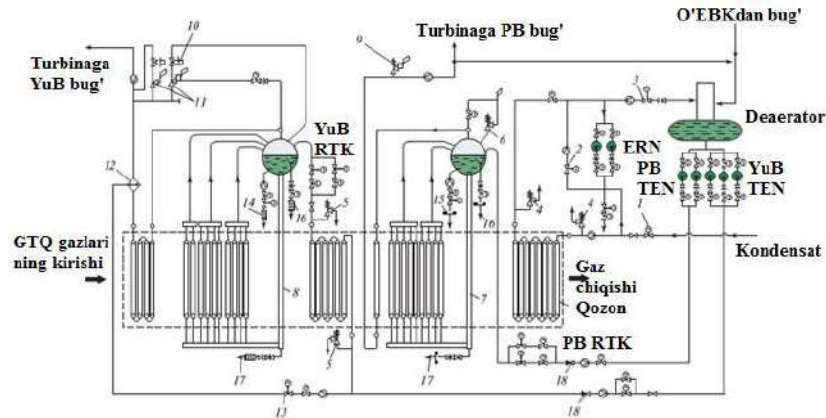 O'EBKdan bug'
Turbinaga PB bug'
Turbinaga
YuB bug'
10
9
11
3
Deaerator
YuB
RTK
6
ERN
2
PB
TEN
YuB
TEN
12
14
16
5
15
16
4
4
1
GTQ gazlari
ning kirishi
Kondensat
Gaz
chiqishi
Qozon
8
7
PB RTK
5
17
17
18
13
18